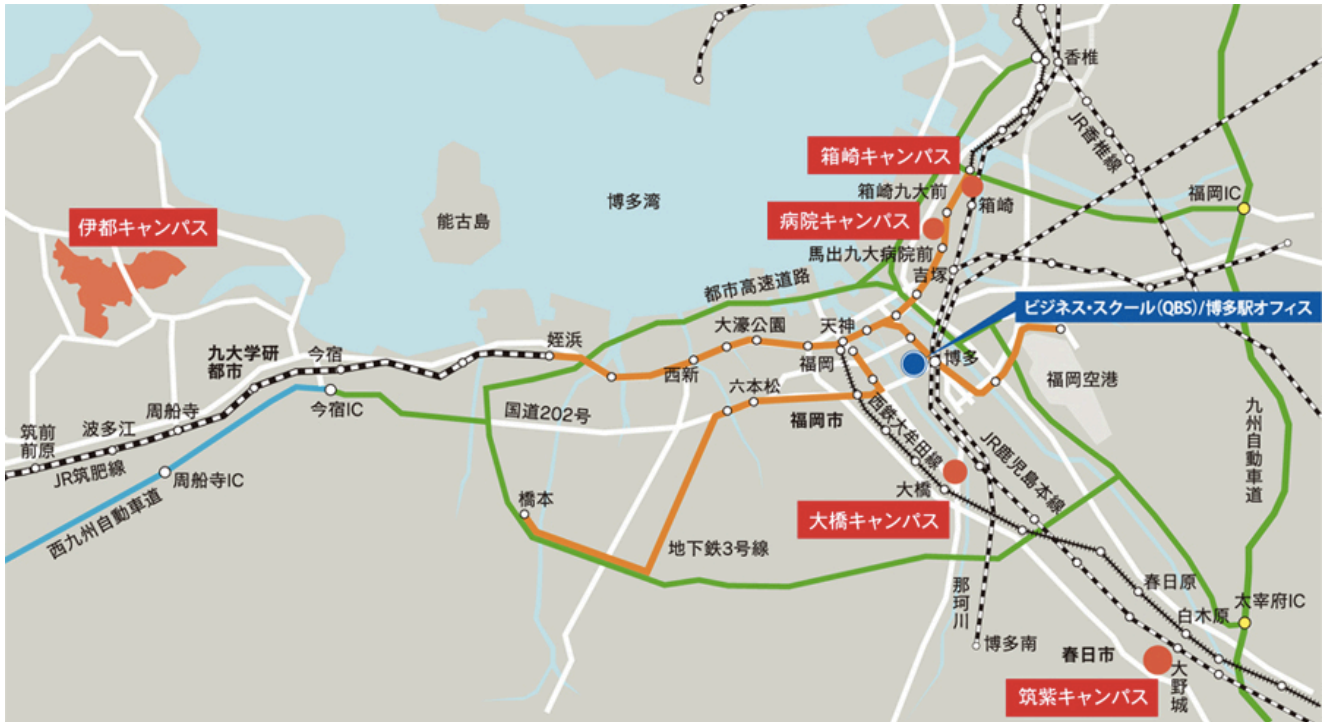 香椎
JR香椎線
箱崎キャンパス
箱崎九大前
箱崎
福岡IC
伊都キャンパス
能古島
博多湾
病院キャンパス
馬出九大病院前
吉塚
都市高速道路
ビジネス・スクール(QBS)/博多駅オフィス
大濠公園
天神
姪浜
九大学研
都市
今宿
西新
福岡
博多
福岡空港
六本松
今宿IC
周船寺
国道202号
福岡市
九州自動車道
波多江
筑前
前原
西鉄大牟田線
JR鹿児島本線
JR筑肥線
周船寺IC
大橋
西九州自動車道
橋本
大橋キャンパス
地下鉄3号線
那珂川
春日原
白木原
太宰府IC
博多南
春日市
大野城
筑紫キャンパス